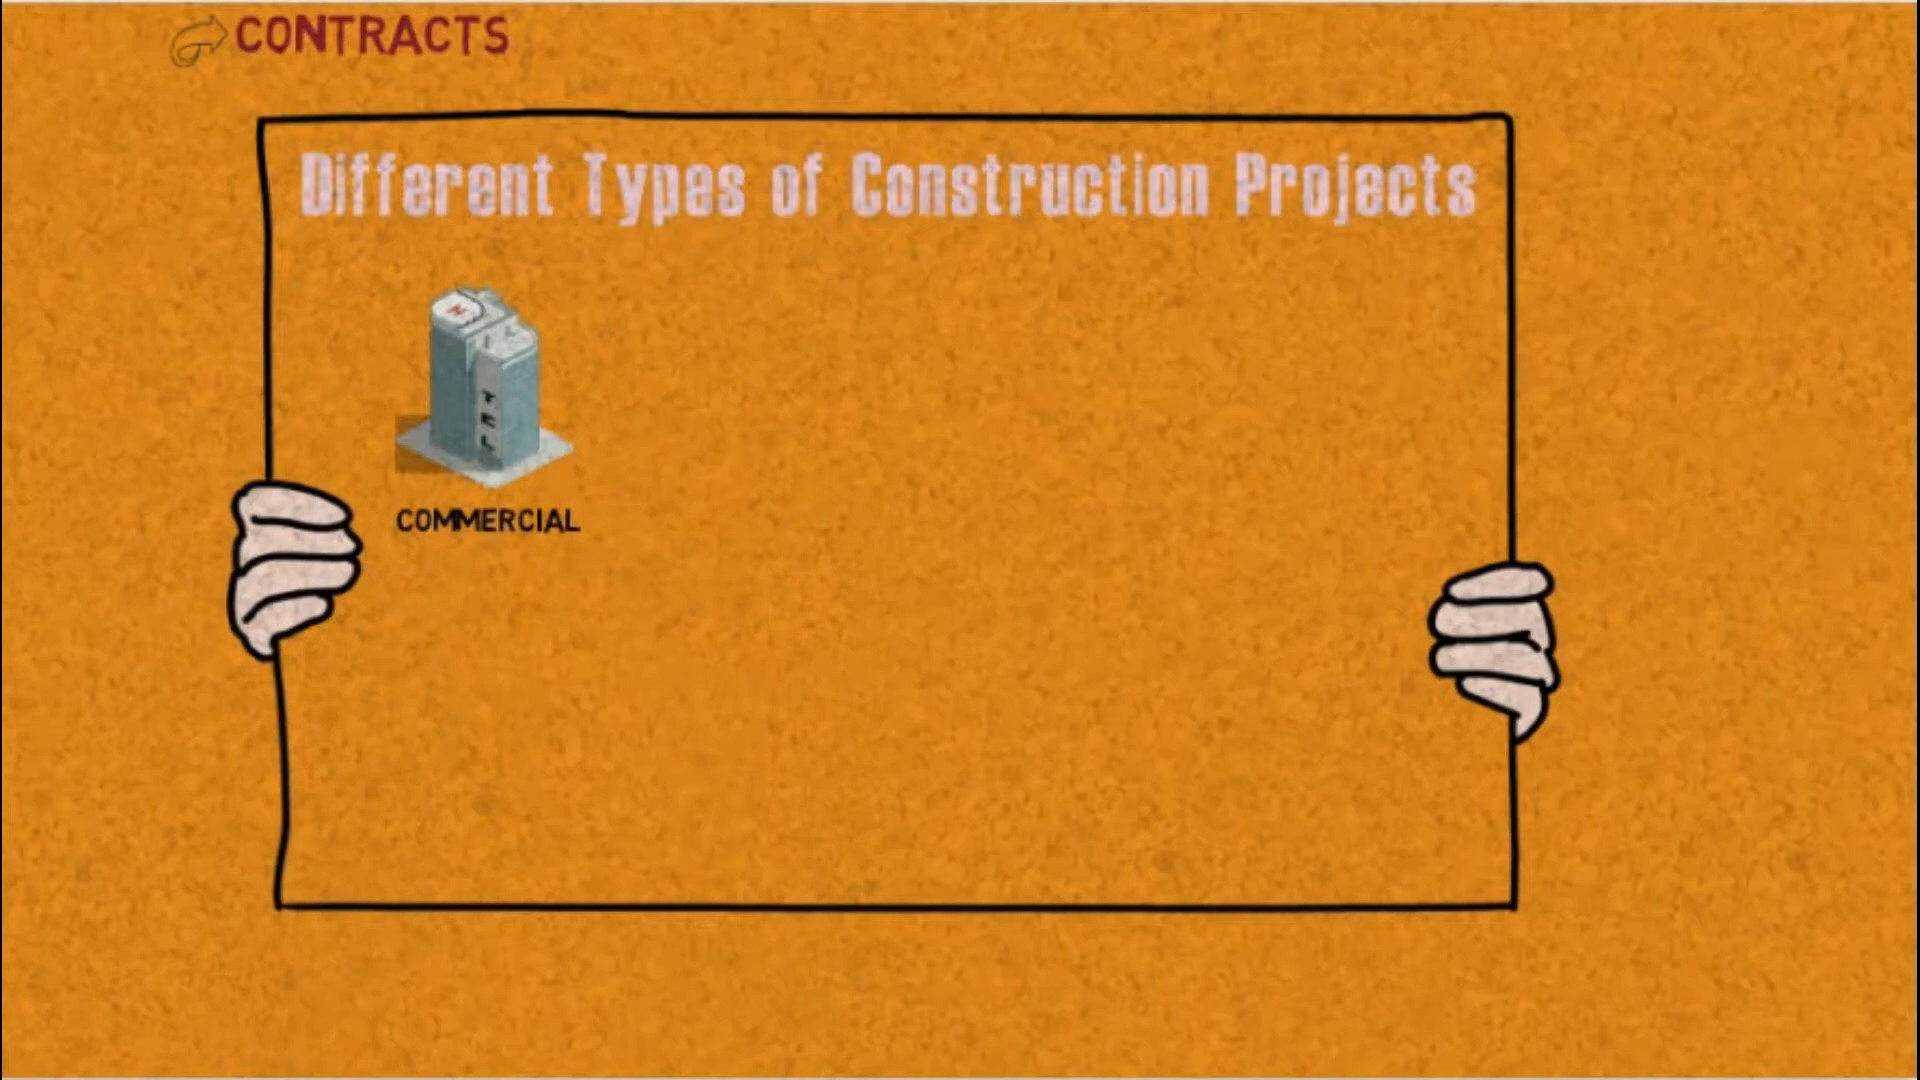 CONTRACTS
Different Types of Construction Projects
H
T
E
L
COMMERCIAL